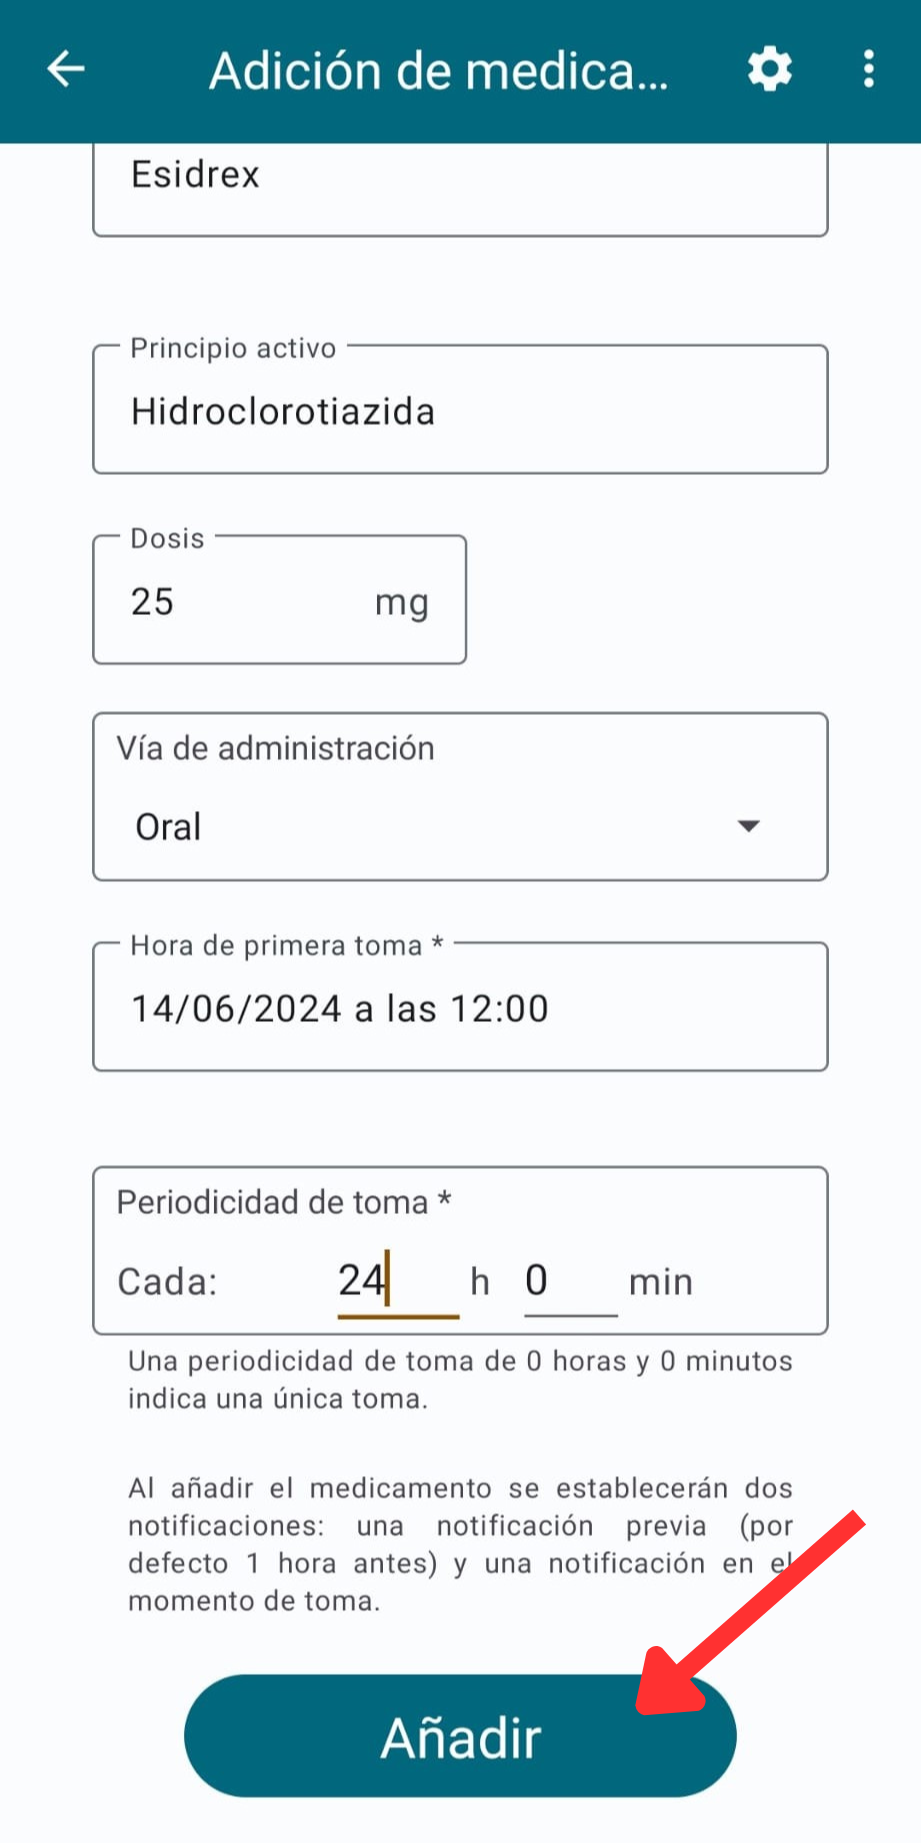 Adición de medica...
Esidrex
Principio activo
Hidroclorotiazida
Dosis
25 mg
Vía de administración
Oral
Hora de primera toma *
14/06/2024 a las 12:00
Periodicidad de toma *
Cada: 24 h 0 min
Una periodicidad de toma de 0 horas y 0 minutos
indica una única toma.
Al añadir el medicamento se establecerán dos
notificaciones: una notificación previa (por
defecto 1 hora antes) y una notificación en el
momento de toma.
Añadir